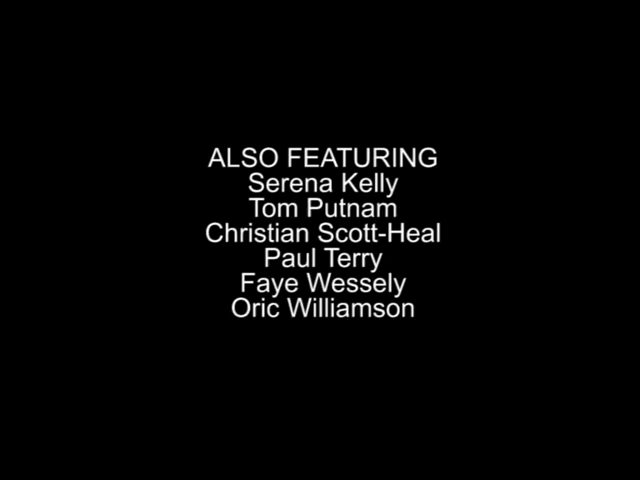 ALSO FEATURING
Serena Kelly
Tom Putnam
Christian Scott-Heal
Paul Terry
Faye Wessely
Oric Williamson